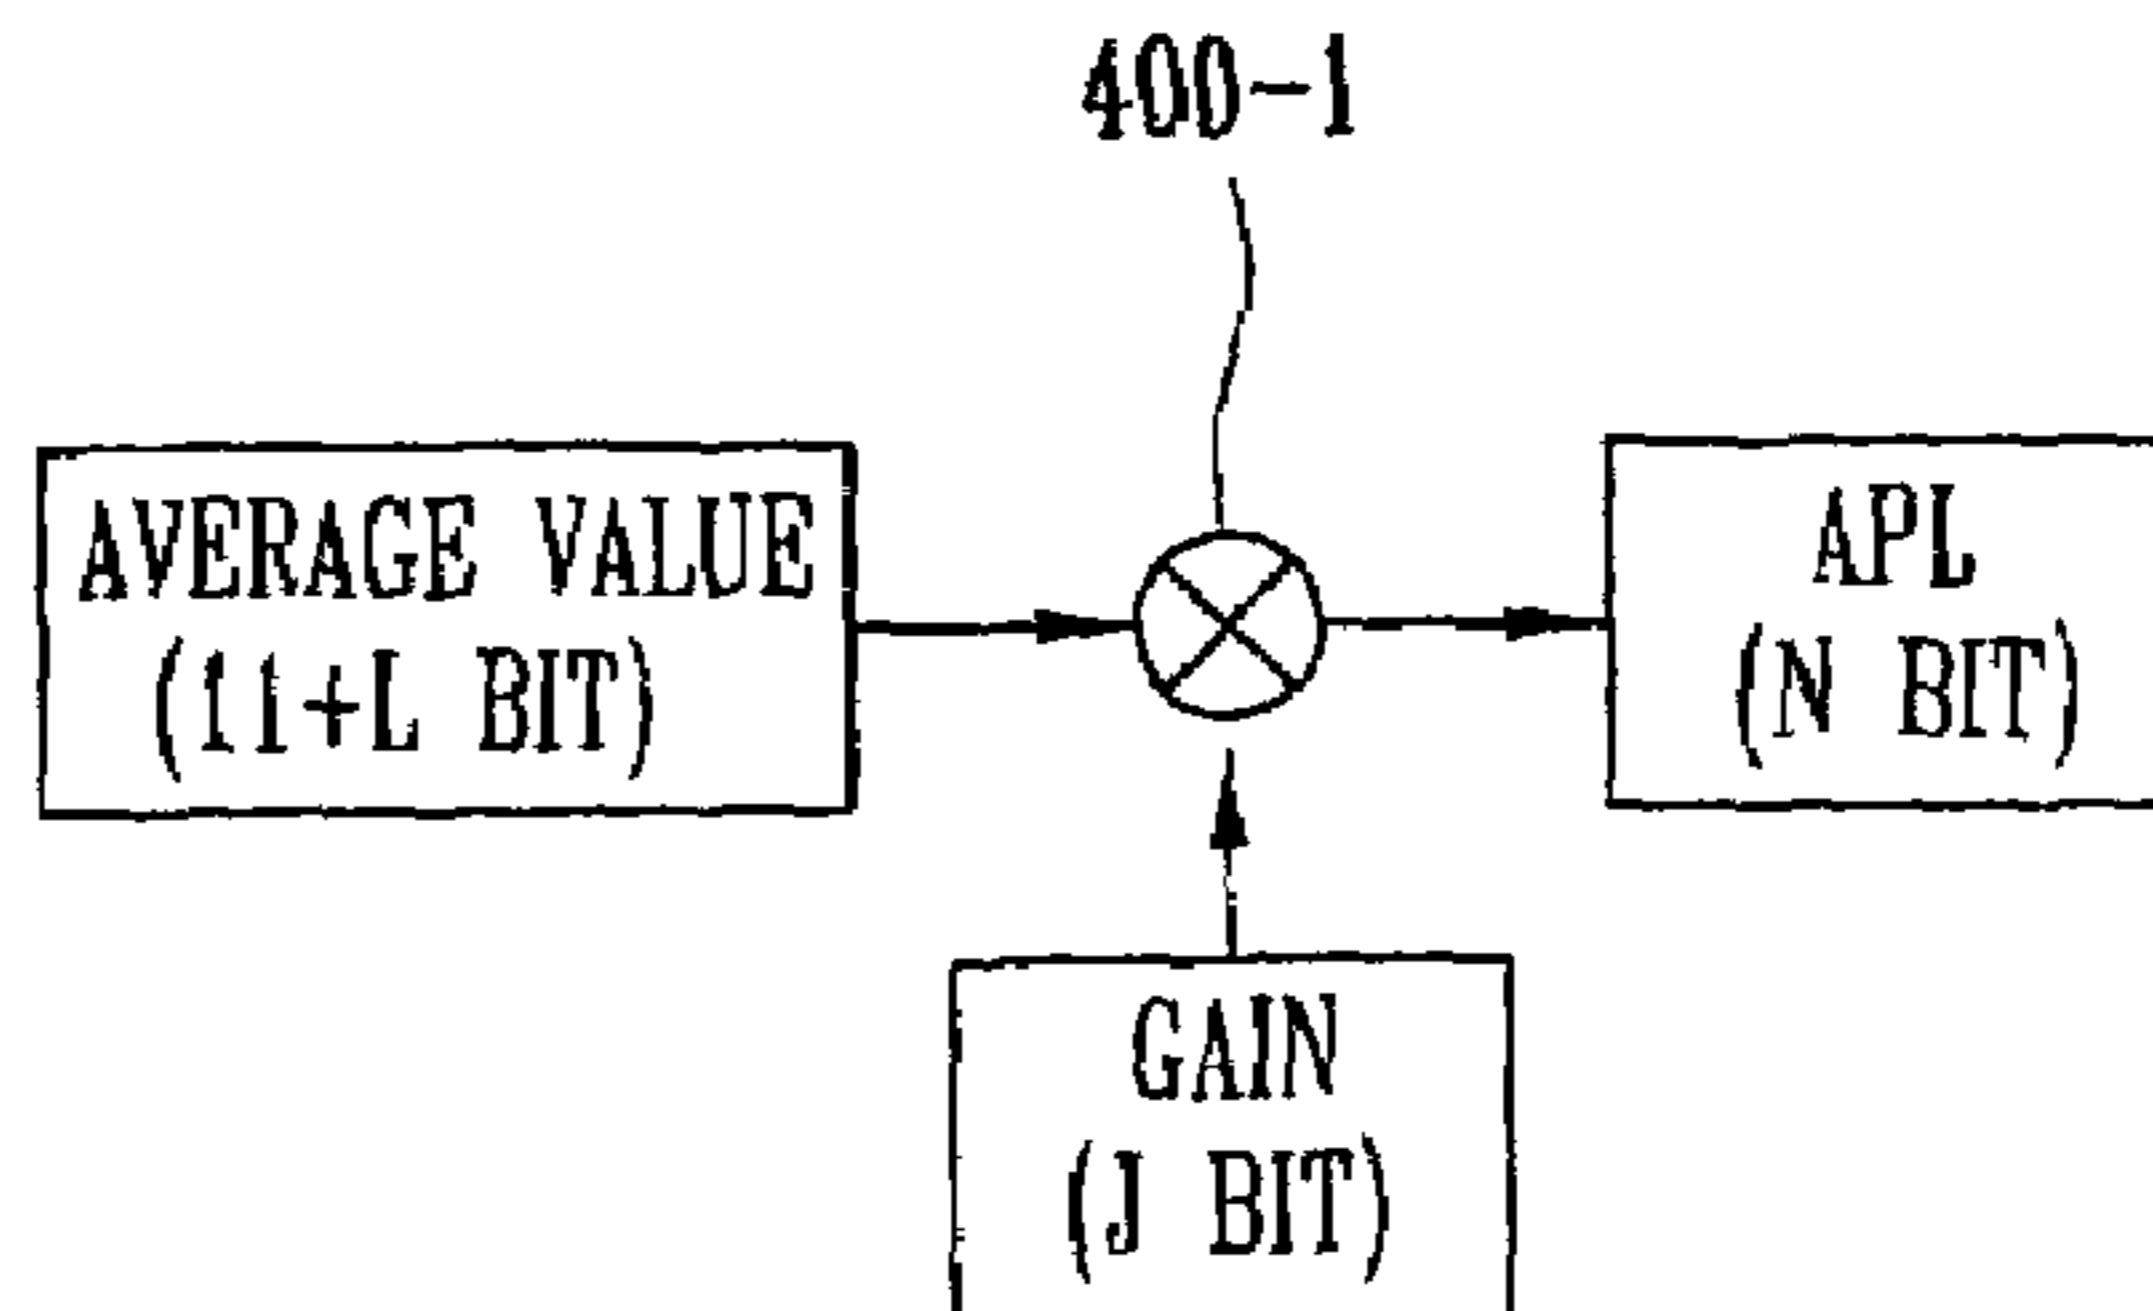 400-1
AVERAGE VALUE
(11+L BIT)
APL
(N BIT)
GAIN
(J BIT)